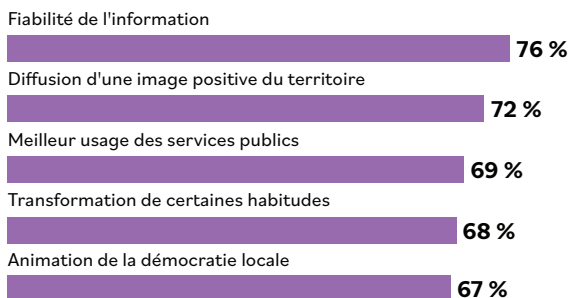 Fiabilité de l'information
76 %
Diffusion d'une image positive du territoire
72 %
Meilleur usage des services publics
69 %
Transformation de certaines habitudes
68 %
Animation de la démocratie locale
67 %